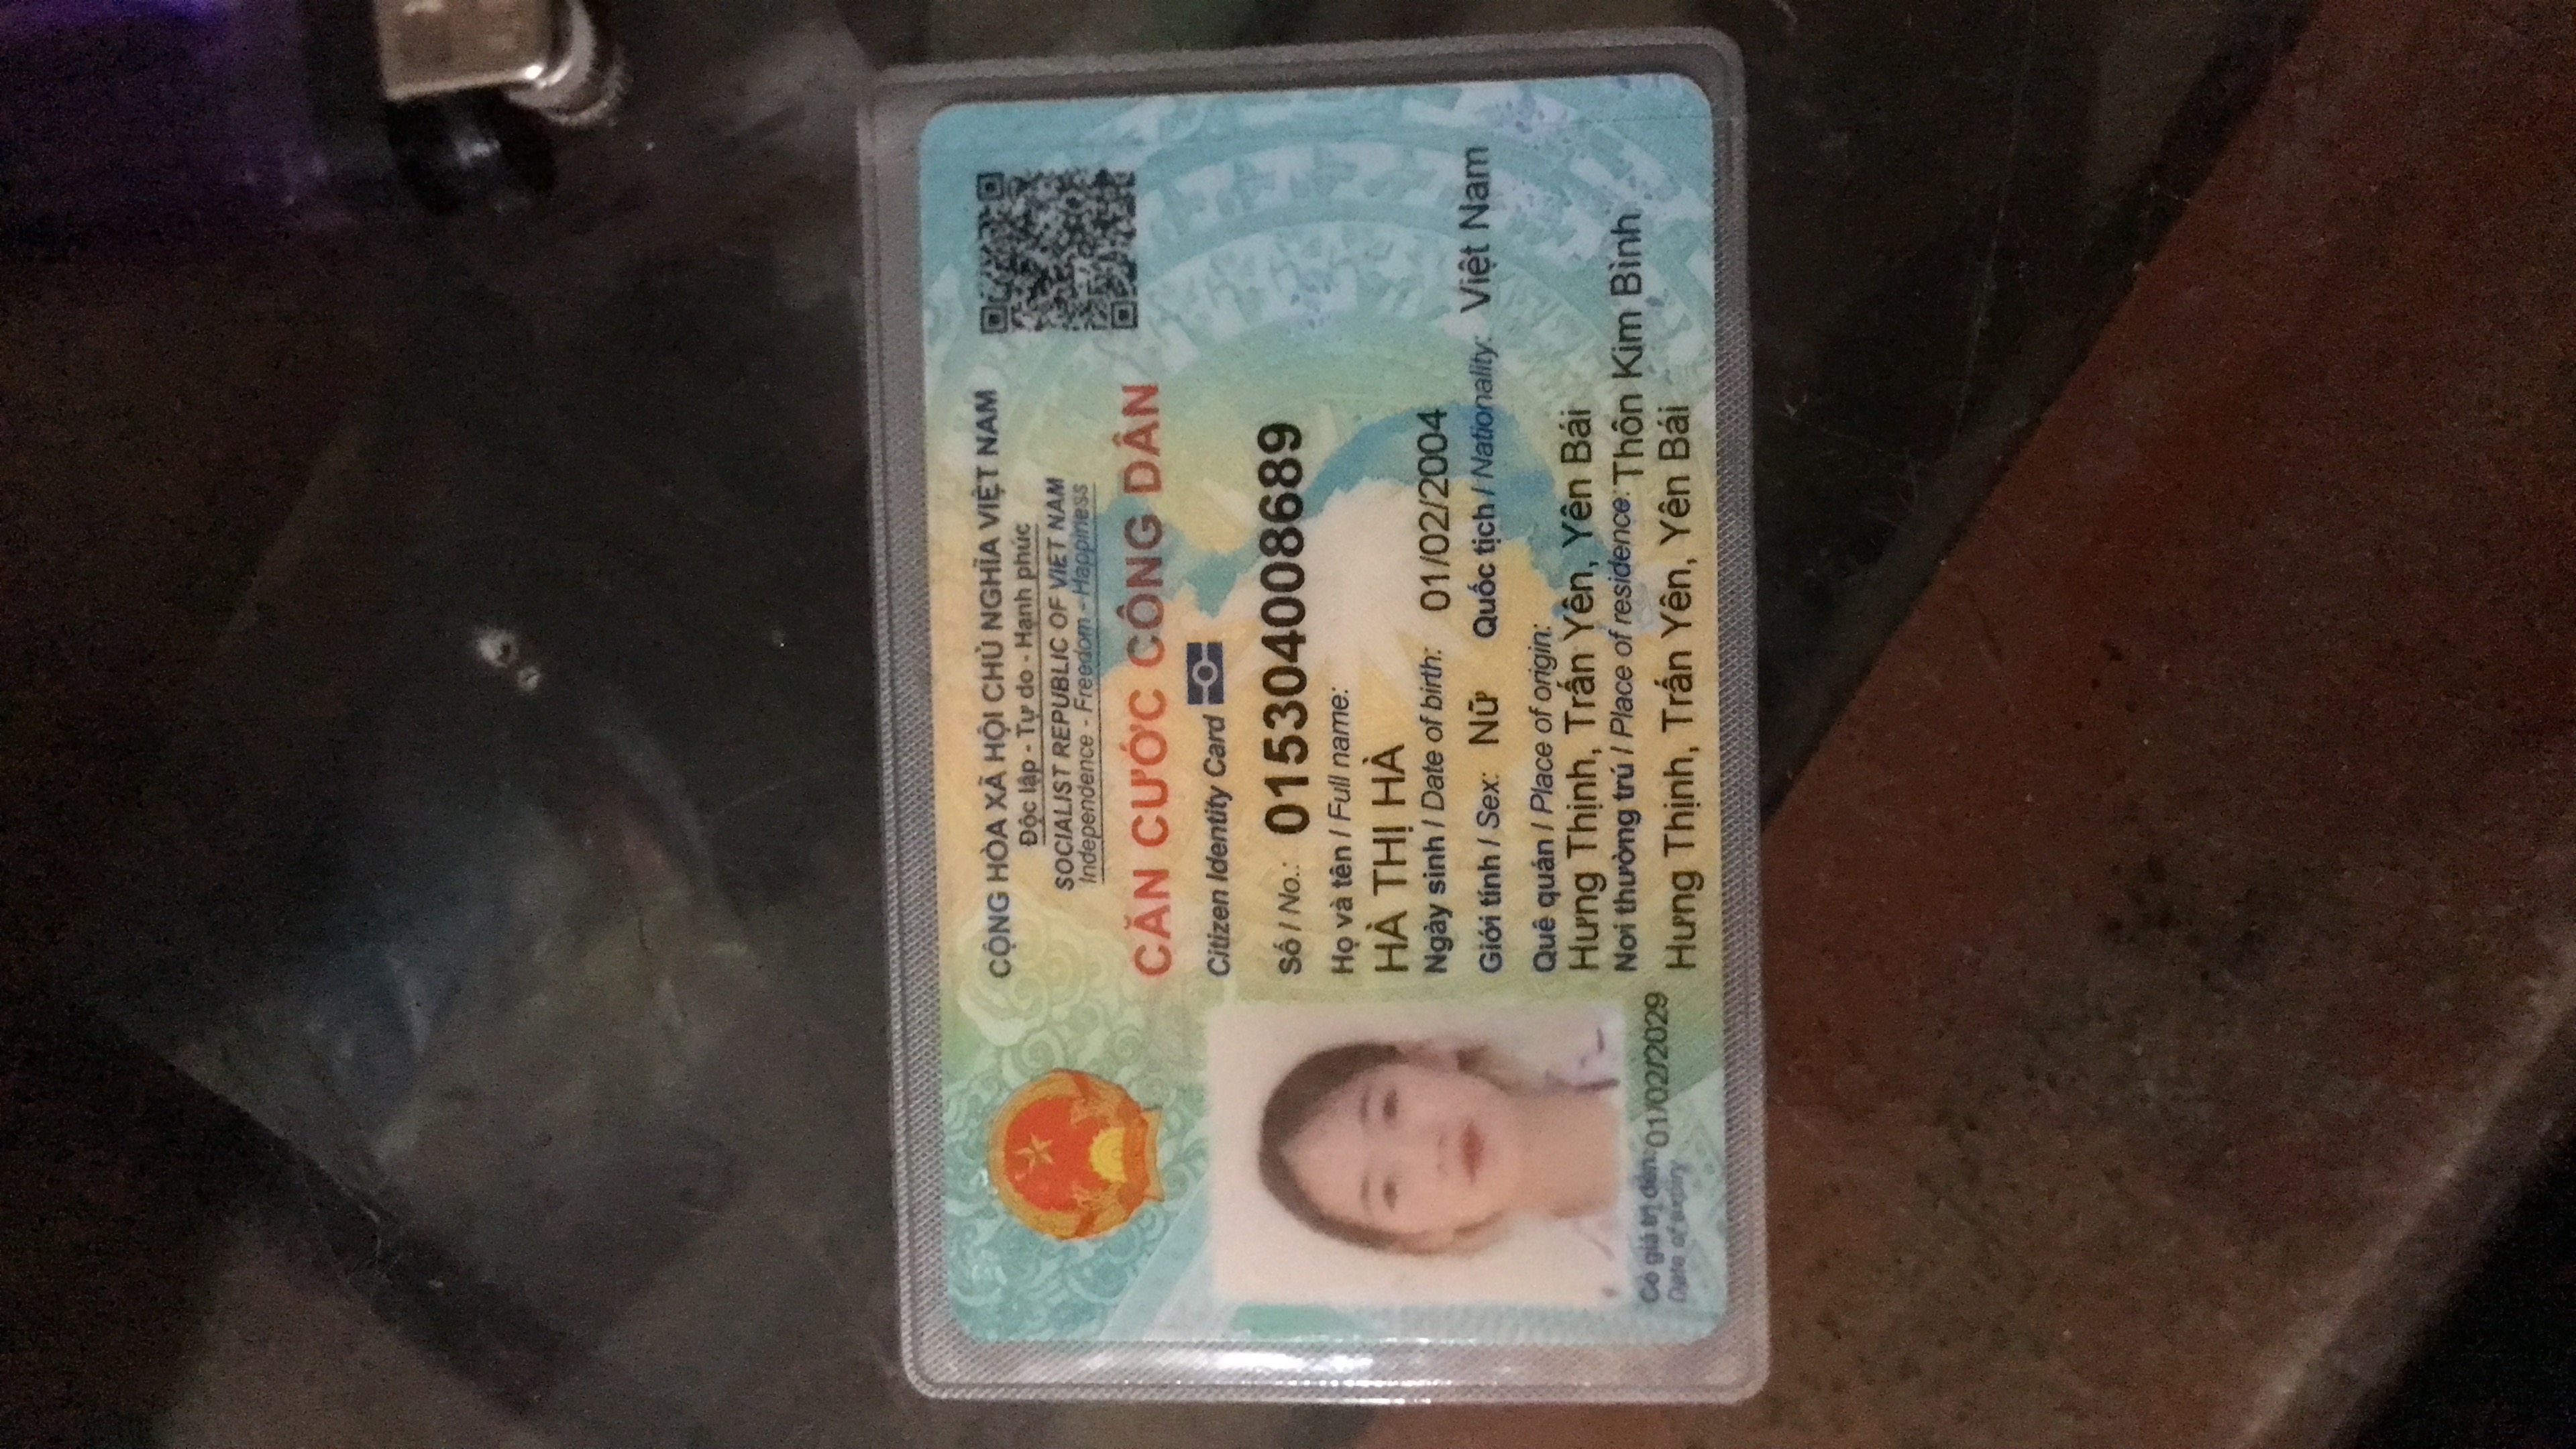 CỘNG HÒA XÃ HỘI CHỦ NGHĨA VIỆT NAM
Độc lập - Tự do - Hạnh phúc
SOCIALIST REPUBLIC OF VIET NAM
Independence - Freedom - Happiness
CĂN CƯỚC CÔNG DÂN
Citizen Identity Card
Số / No.: 015304008689
Họ và tên / Full name:
HÀ THỊ HÀ
Ngày sinh / Date of birth: 01/02/2004
Giới tính / Sex: Nữ Quốc tịch / Nationality: Việt Nam
Quê quán / Place of origin:
Hưng Thịnh, Trấn Yên, Yên Bái
Nơi thường trú / Place of residence: Thôn Kim Bình
Hưng Thịnh, Trấn Yên, Yên Bái
Có giá trị đến: 01/02/2029
Date of expiry